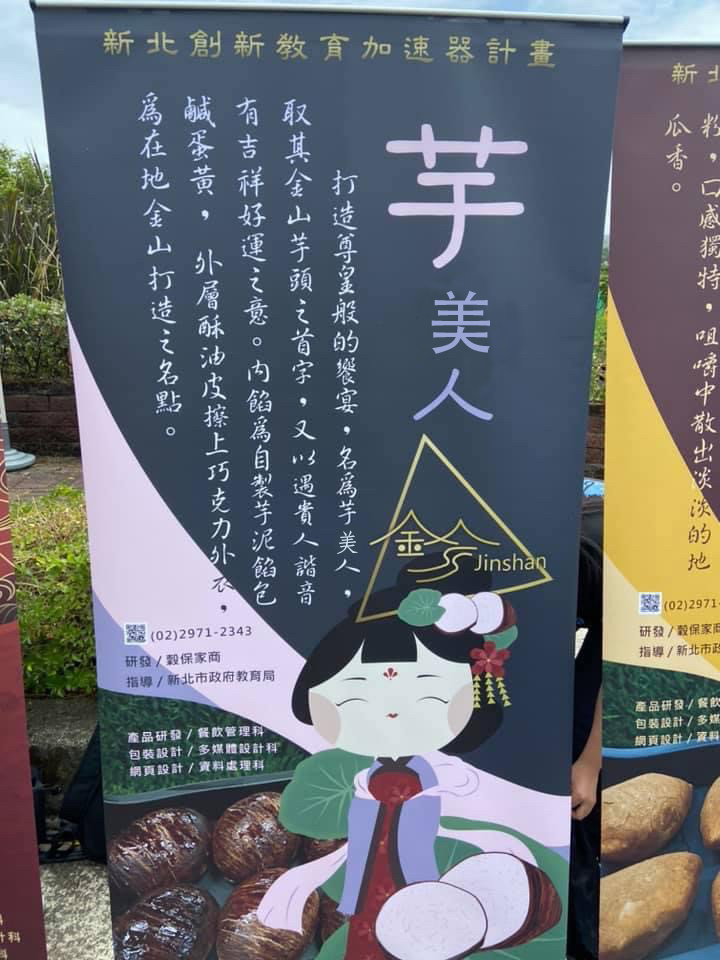 新北創新教育加速器計畫
芋美人
打造尊皇般的饗宴，名為芋美人，
取其金山芋頭之首字，又以遇貴人諧音
有吉祥好運之意。內餡為自製芋泥餡包
鹹蛋黃，外層酥油皮擦上巧克力外衣，
為在地金山打造之名點。
金山
Jinshan
(02)2971-2343
研發/穀保家商
指導/新北市政府教育局
產品研發/餐飲管理科
包裝設計/多媒體設計科
網頁設計/資料處理科
新北
粉，口感獨特，咀嚼中散出淡淡的地
瓜香。
(02)2971-
研發/穀保家商
指導/新北市政
產品研發/餐飲
包裝設計/多媒
網頁設計/資料
計科
科